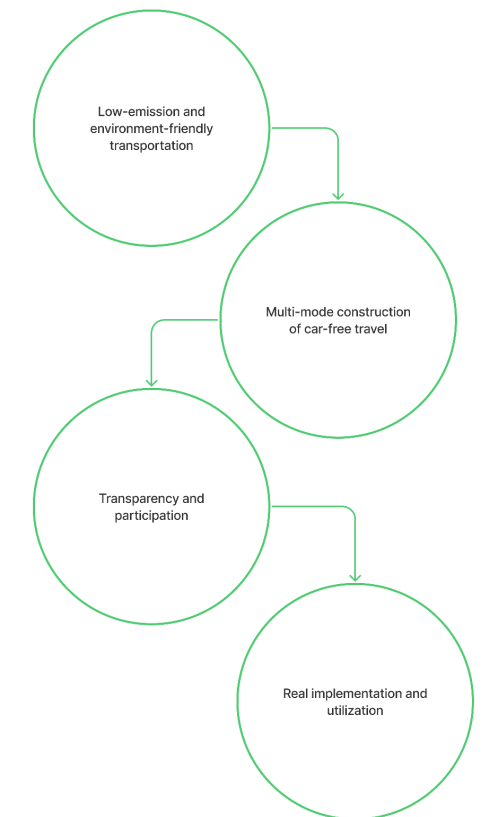 Low-emission and
environment-friendly
transportation
Multi-mode construction
of car-free travel
Transparency and
participation
Real implementation and
utilization